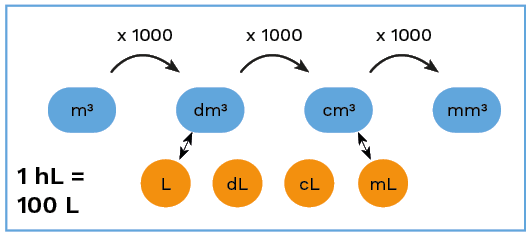 x 1000 x 1000 x 1000
m³ dm³ cm³ mm³
L dL cL mL
1 hL =
100 L